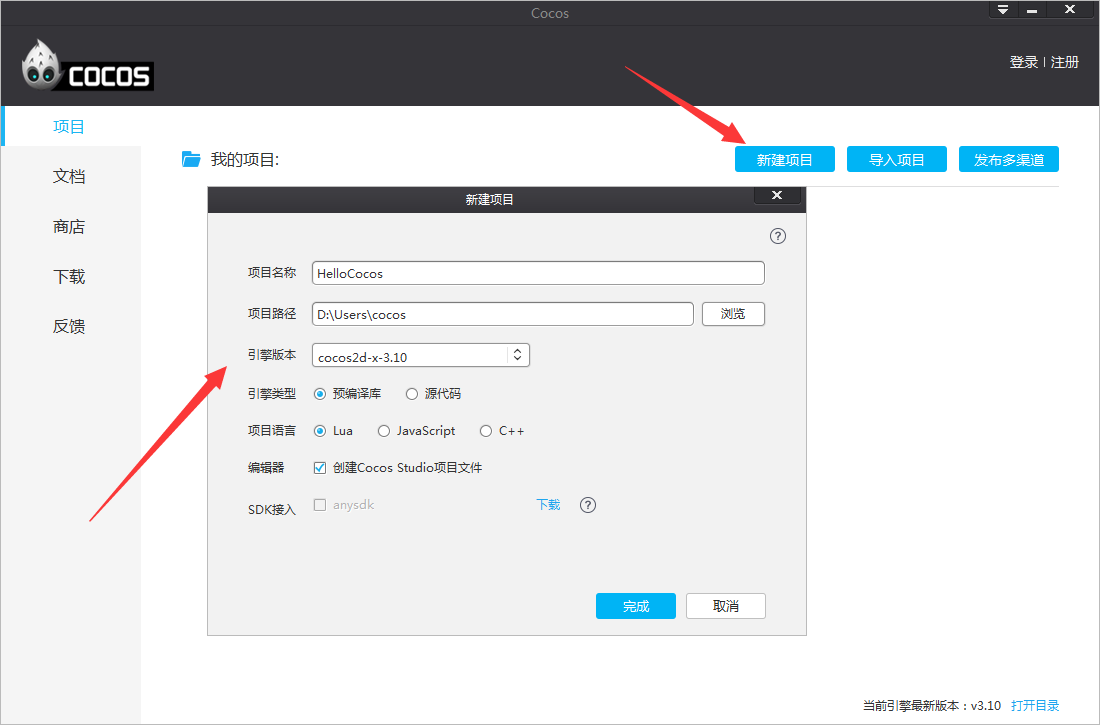 Cocos
COCOS
登录 | 注册
项目
文档
商店
下载
反馈
我的项目:
新建项目
导入项目
发布多渠道
新建项目
?
项目名称 HelloCocos
项目路径 D:\Users\cocos 浏览
引擎版本 cocos2d-x-3.10
引擎类型 预编译库 源代码
项目语言 Lua JavaScript C++
编辑器 创建Cocos Studio项目文件
SDK接入 anysdk 下载 ?
完成 取消
当前引擎最新版本：v3.10 打开目录